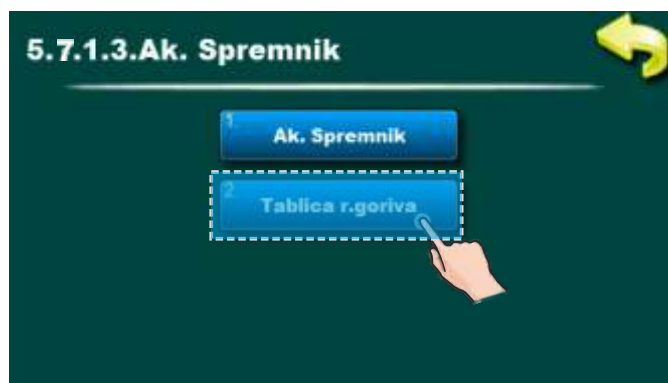 5.7.1.3.Ak. Spremnik
1
Ak. Spremnik
2
Tablica r.goriva